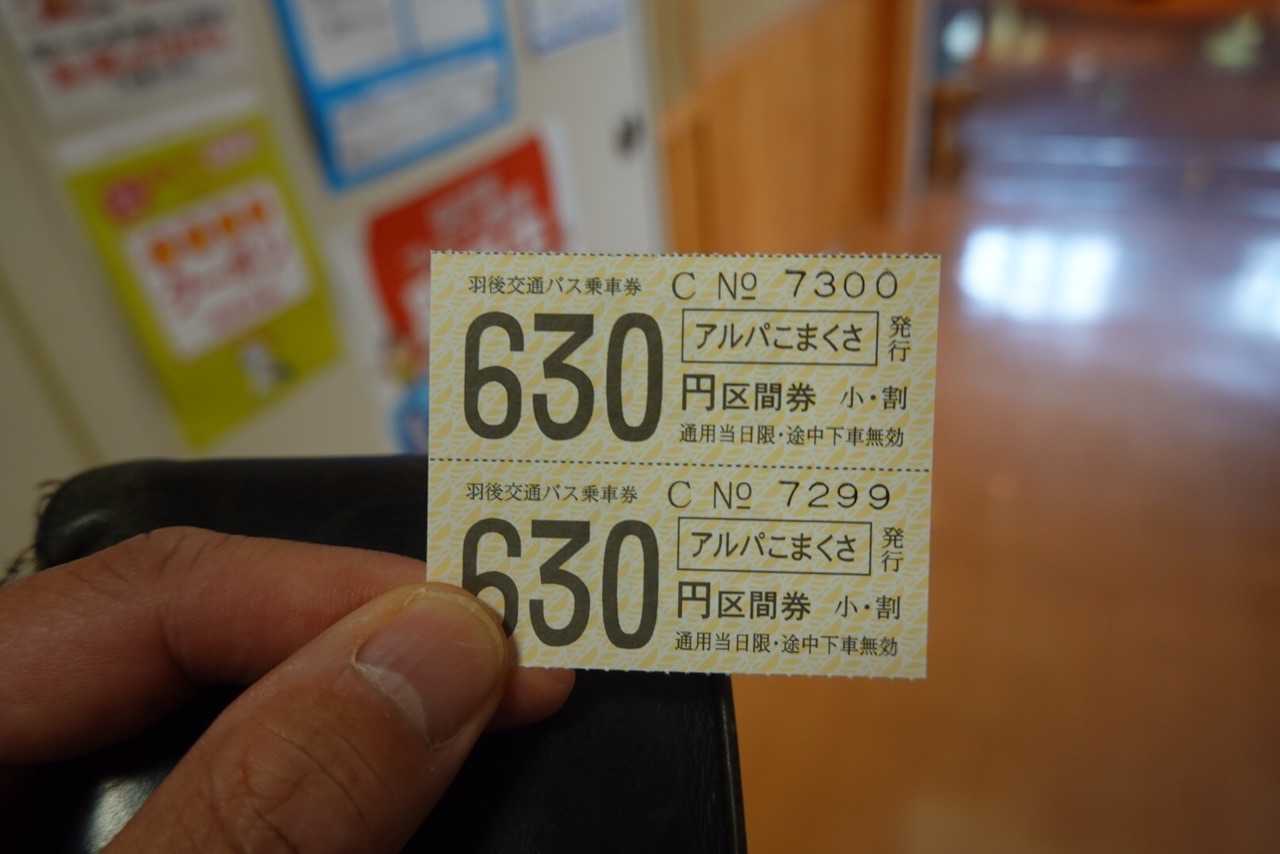 羽後交通バス乗車券 C № 7300
630
アルパこまくさ 発行
円区間券 小・割
通用当日限・途中下車無効
羽後交通バス乗車券 C № 7299
630
アルパこまくさ 発行
円区間券 小・割
通用当日限・途中下車無効